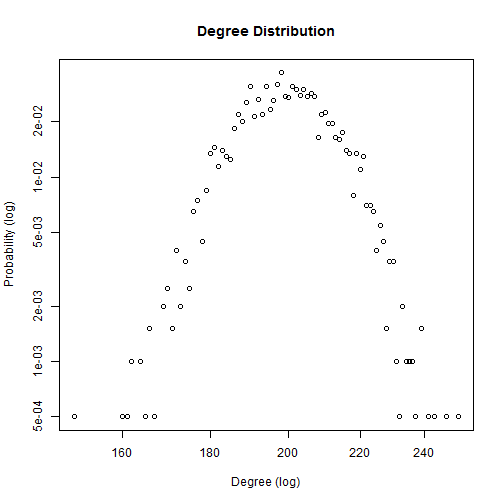 Degree Distribution
Probability (log)
2e-02
1e-02
5e-03
2e-03
1e-03
5e-04
160 180 200 220 240
Degree (log)